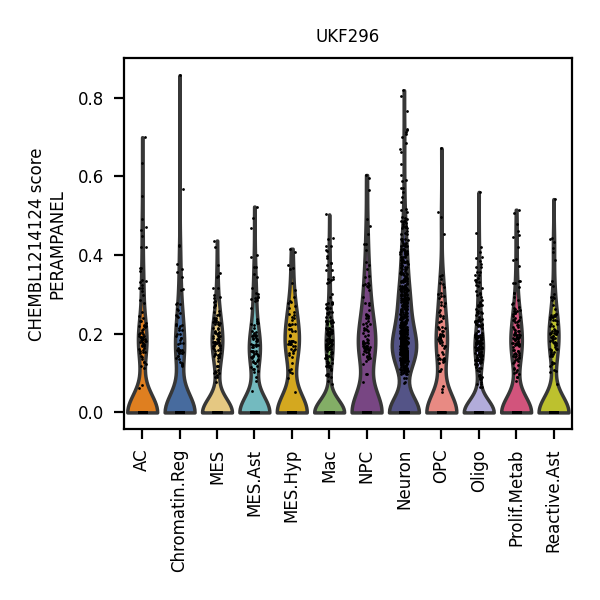 UKF296
CHEMBL1214124 score
PERAMPANEL
0.8
0.6
0.4
0.2
0.0
AC
Chromatin.Reg
MES
MES.Ast
MES.Hyp
Mac
NPC
Neuron
OPC
Oligo
Prolif.Metab
Reactive.Ast